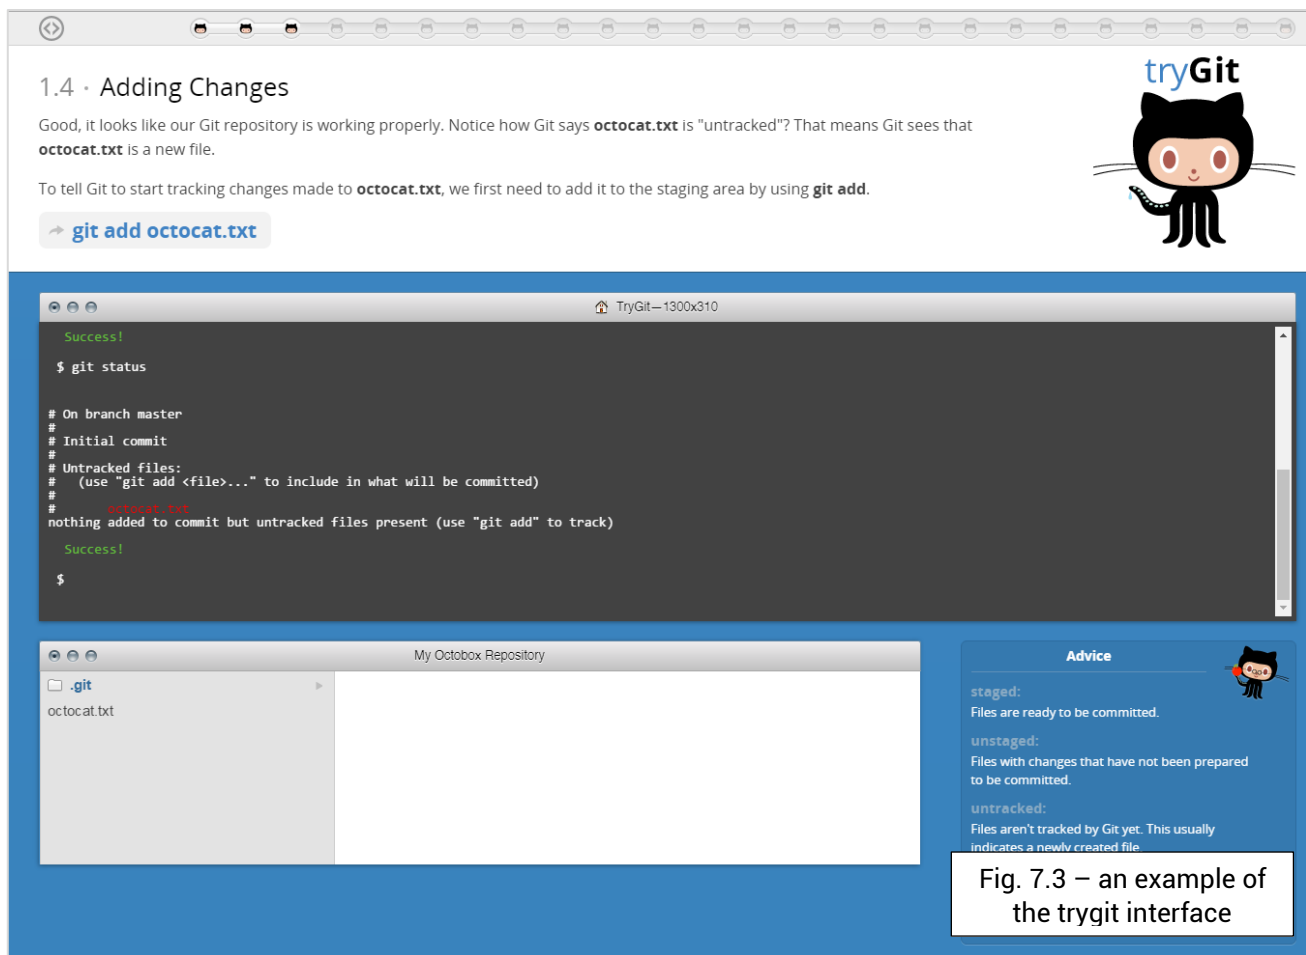 tryGit
1.4 · Adding Changes
Good, it looks like our Git repository is working properly. Notice how Git says octocat.txt is "untracked"? That means Git sees that
octocat.txt is a new file.
To tell Git to start tracking changes made to octocat.txt, we first need to add it to the staging area by using git add.
git add octocat.txt
TryGit—1300x310
Success!
$ git status
# On branch master
#
# Initial commit
#
# Untracked files:
#   (use "git add <file>..." to include in what will be committed)
#
#       octocat.txt
nothing added to commit but untracked files present (use "git add" to track)
Success!
$
My Octobox Repository
.git
octocat.txt
Advice
staged:
Files are ready to be committed.
unstaged:
Files with changes that have not been prepared
to be committed.
untracked:
Files aren't tracked by Git yet. This usually
indicates a newly created file.
Fig. 7.3 – an example of
the trygit interface